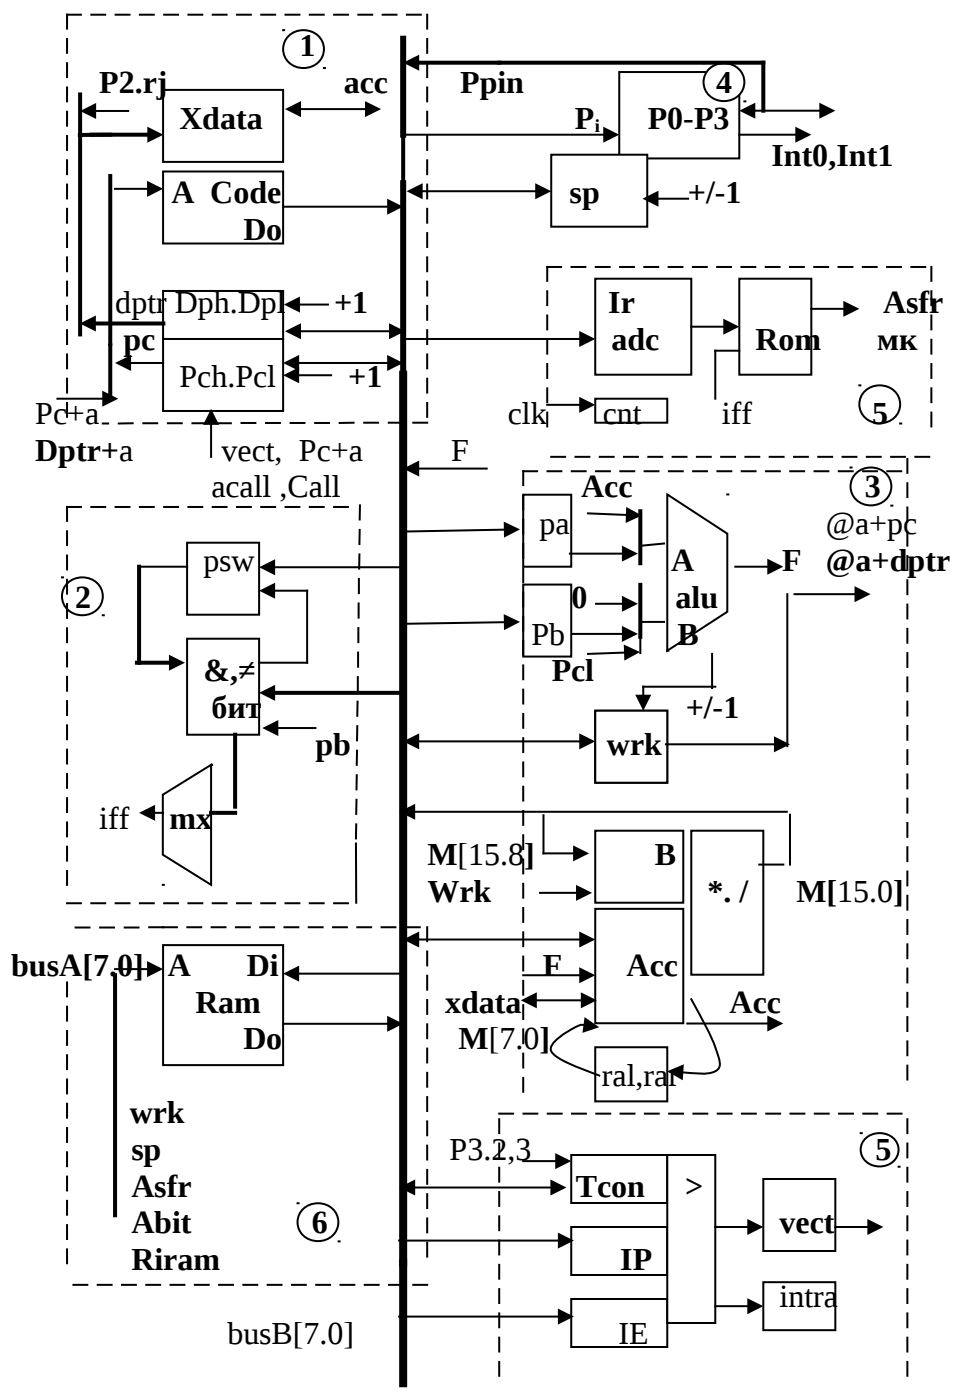 1
P2.rj
acc
Xdata
A Code
Do
dptr Dph.Dpl
+1
pc
Pch.Pcl
+1
Pc+a
Dptr+a
vect, Pc+a
acall ,Call
Ppin
4
Pi
P0-P3
Int0,Int1
sp
+/-1
Ir
adc
Rom
Asfr
мк
clk
cnt
iff
5
F
3
Acc
pa
@a+pc
A
F
@a+dptr
0
alu
Pb
B
Pcl
+/-1
wrk
2
psw
&,≠
бит
pb
iff
mx
M[15.8]
B
Wrk
*. /
M[15.0]
F
Acc
xdata
Acc
M[7.0]
ral,rar
busA[7.0]
A Di
Ram
Do
wrk
sp
Asfr
Abit
Riram
6
busB[7.0]
P3.2,3
5
Tcon
>
vect
IP
intra
IE